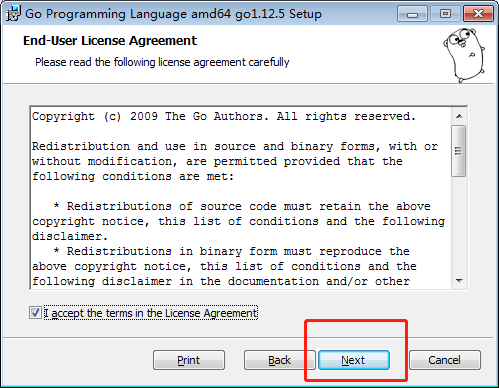 Go Programming Language amd64 go1.12.5 Setup
End-User License Agreement
Please read the following license agreement carefully
Copyright (c) 2009 The Go Authors. All rights reserved.
Redistribution and use in source and binary forms, with or
without modification, are permitted provided that the
following conditions are met:
* Redistributions of source code must retain the above
copyright notice, this list of conditions and the following
disclaimer.
* Redistributions in binary form must reproduce the
above copyright notice, this list of conditions and the
following disclaimer in the documentation and/or other
I accept the terms in the License Agreement
Print Back Next Cancel